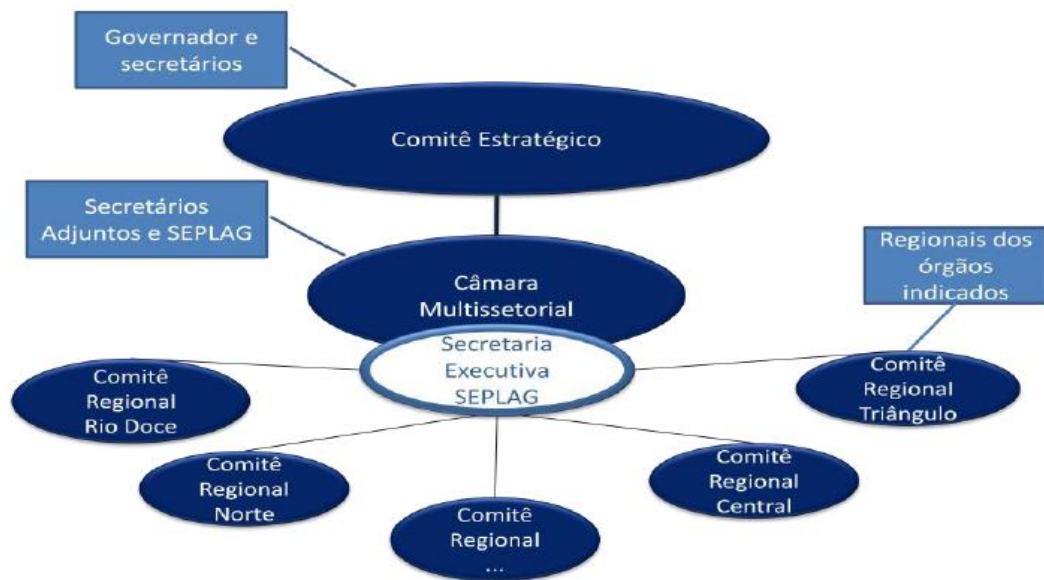 Governador e
secretários
Comitê Estratégico
Secretários
Adjuntos e SEPLAG
Regionais dos
órgãos
indicados
Câmara
Multissetorial
Secretaria
Executiva
SEPLAG
Comitê
Regional
Rio Doce
Comitê
Regional
Triângulo
Comitê
Regional
Norte
Comitê
Regional
Central
Comitê
Regional
...